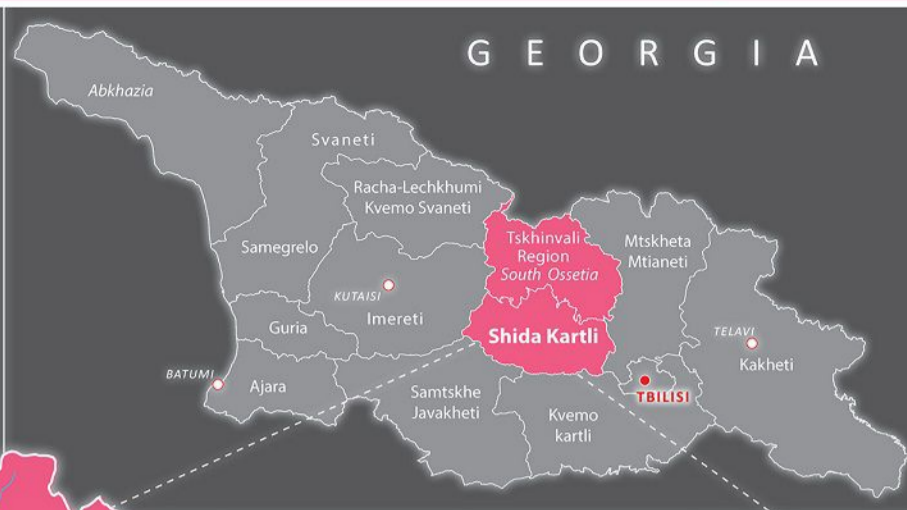 GEORGIA
Abkhazia
Svaneti
Racha-Lechkhumi
Kvemo Svaneti
Samegrelo
Tskhinvali
Region
South Ossetia
Mtskheta
Mtianeti
KUTAISI
Imereti
Guria
Shida Kartli
TELAVI
Kakheti
BATUMI
Ajara
TBILISI
Samtskhe
Javakheti
Kvemo
kartli